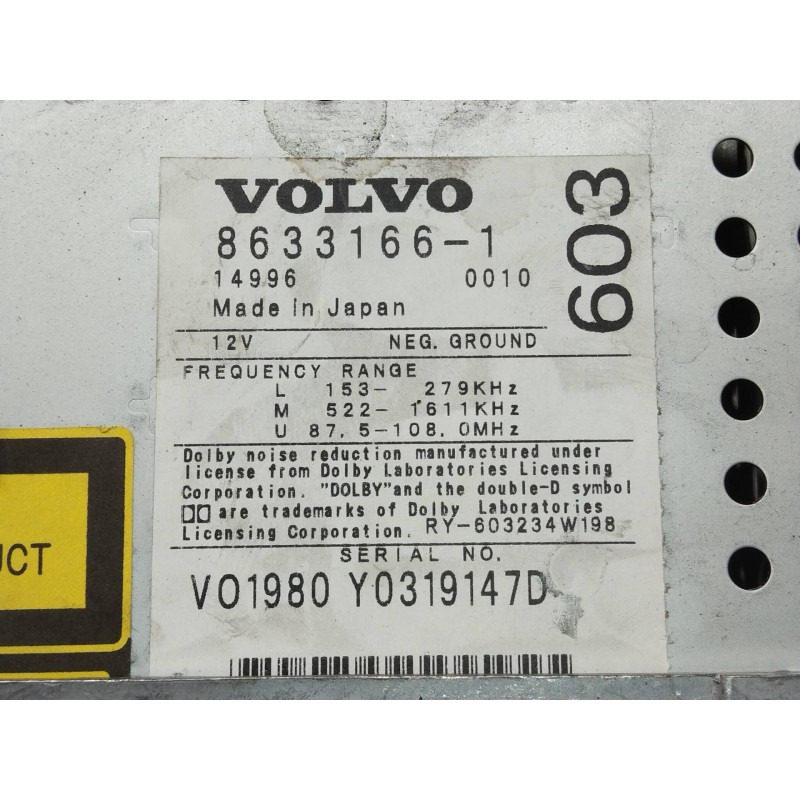 VOLVO
8633166-1
14996 0010
Made in Japan
603
12V NEG. GROUND
FREQUENCY RANGE
L 153- 279KHz
M 522- 1611KHz
U 87.5-108.0MHz
Dolby noise reduction manufactured under
license from Dolby Laboratories Licensing
Corporation. "DOLBY"and the double-D symbol
are trademarks of Dolby Laboratories
Licensing Corporation. RY-603234W198
SERIAL NO.
VO1980 Y0319147D
UCT